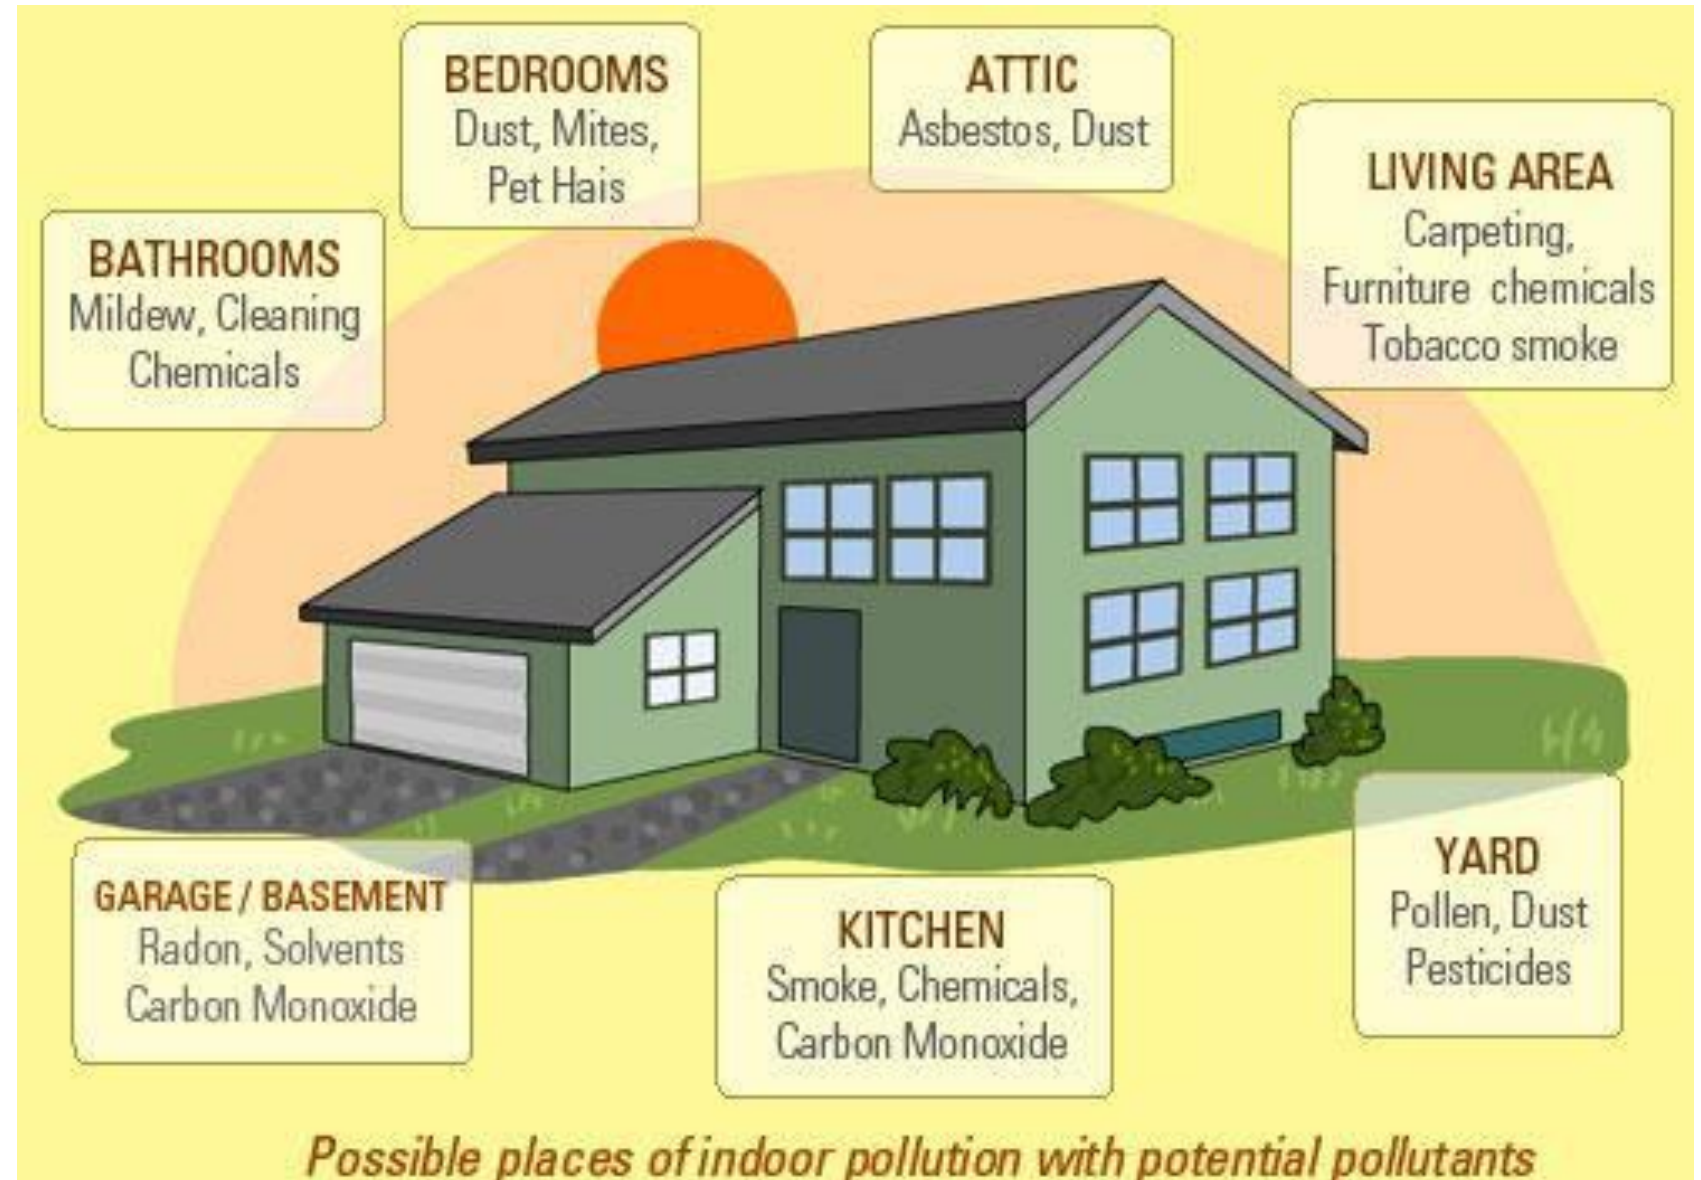 BEDROOMS
Dust, Mites,
Pet Hais
ATTIC
Asbestos, Dust
LIVING AREA
Carpeting,
Furniture chemicals
Tobacco smoke
BATHROOMS
Mildew, Cleaning
Chemicals
GARAGE / BASEMENT
Radon, Solvents
Carbon Monoxide
KITCHEN
Smoke, Chemicals,
Carbon Monoxide
YARD
Pollen, Dust
Pesticides
Possible places of indoor pollution with potential pollutants